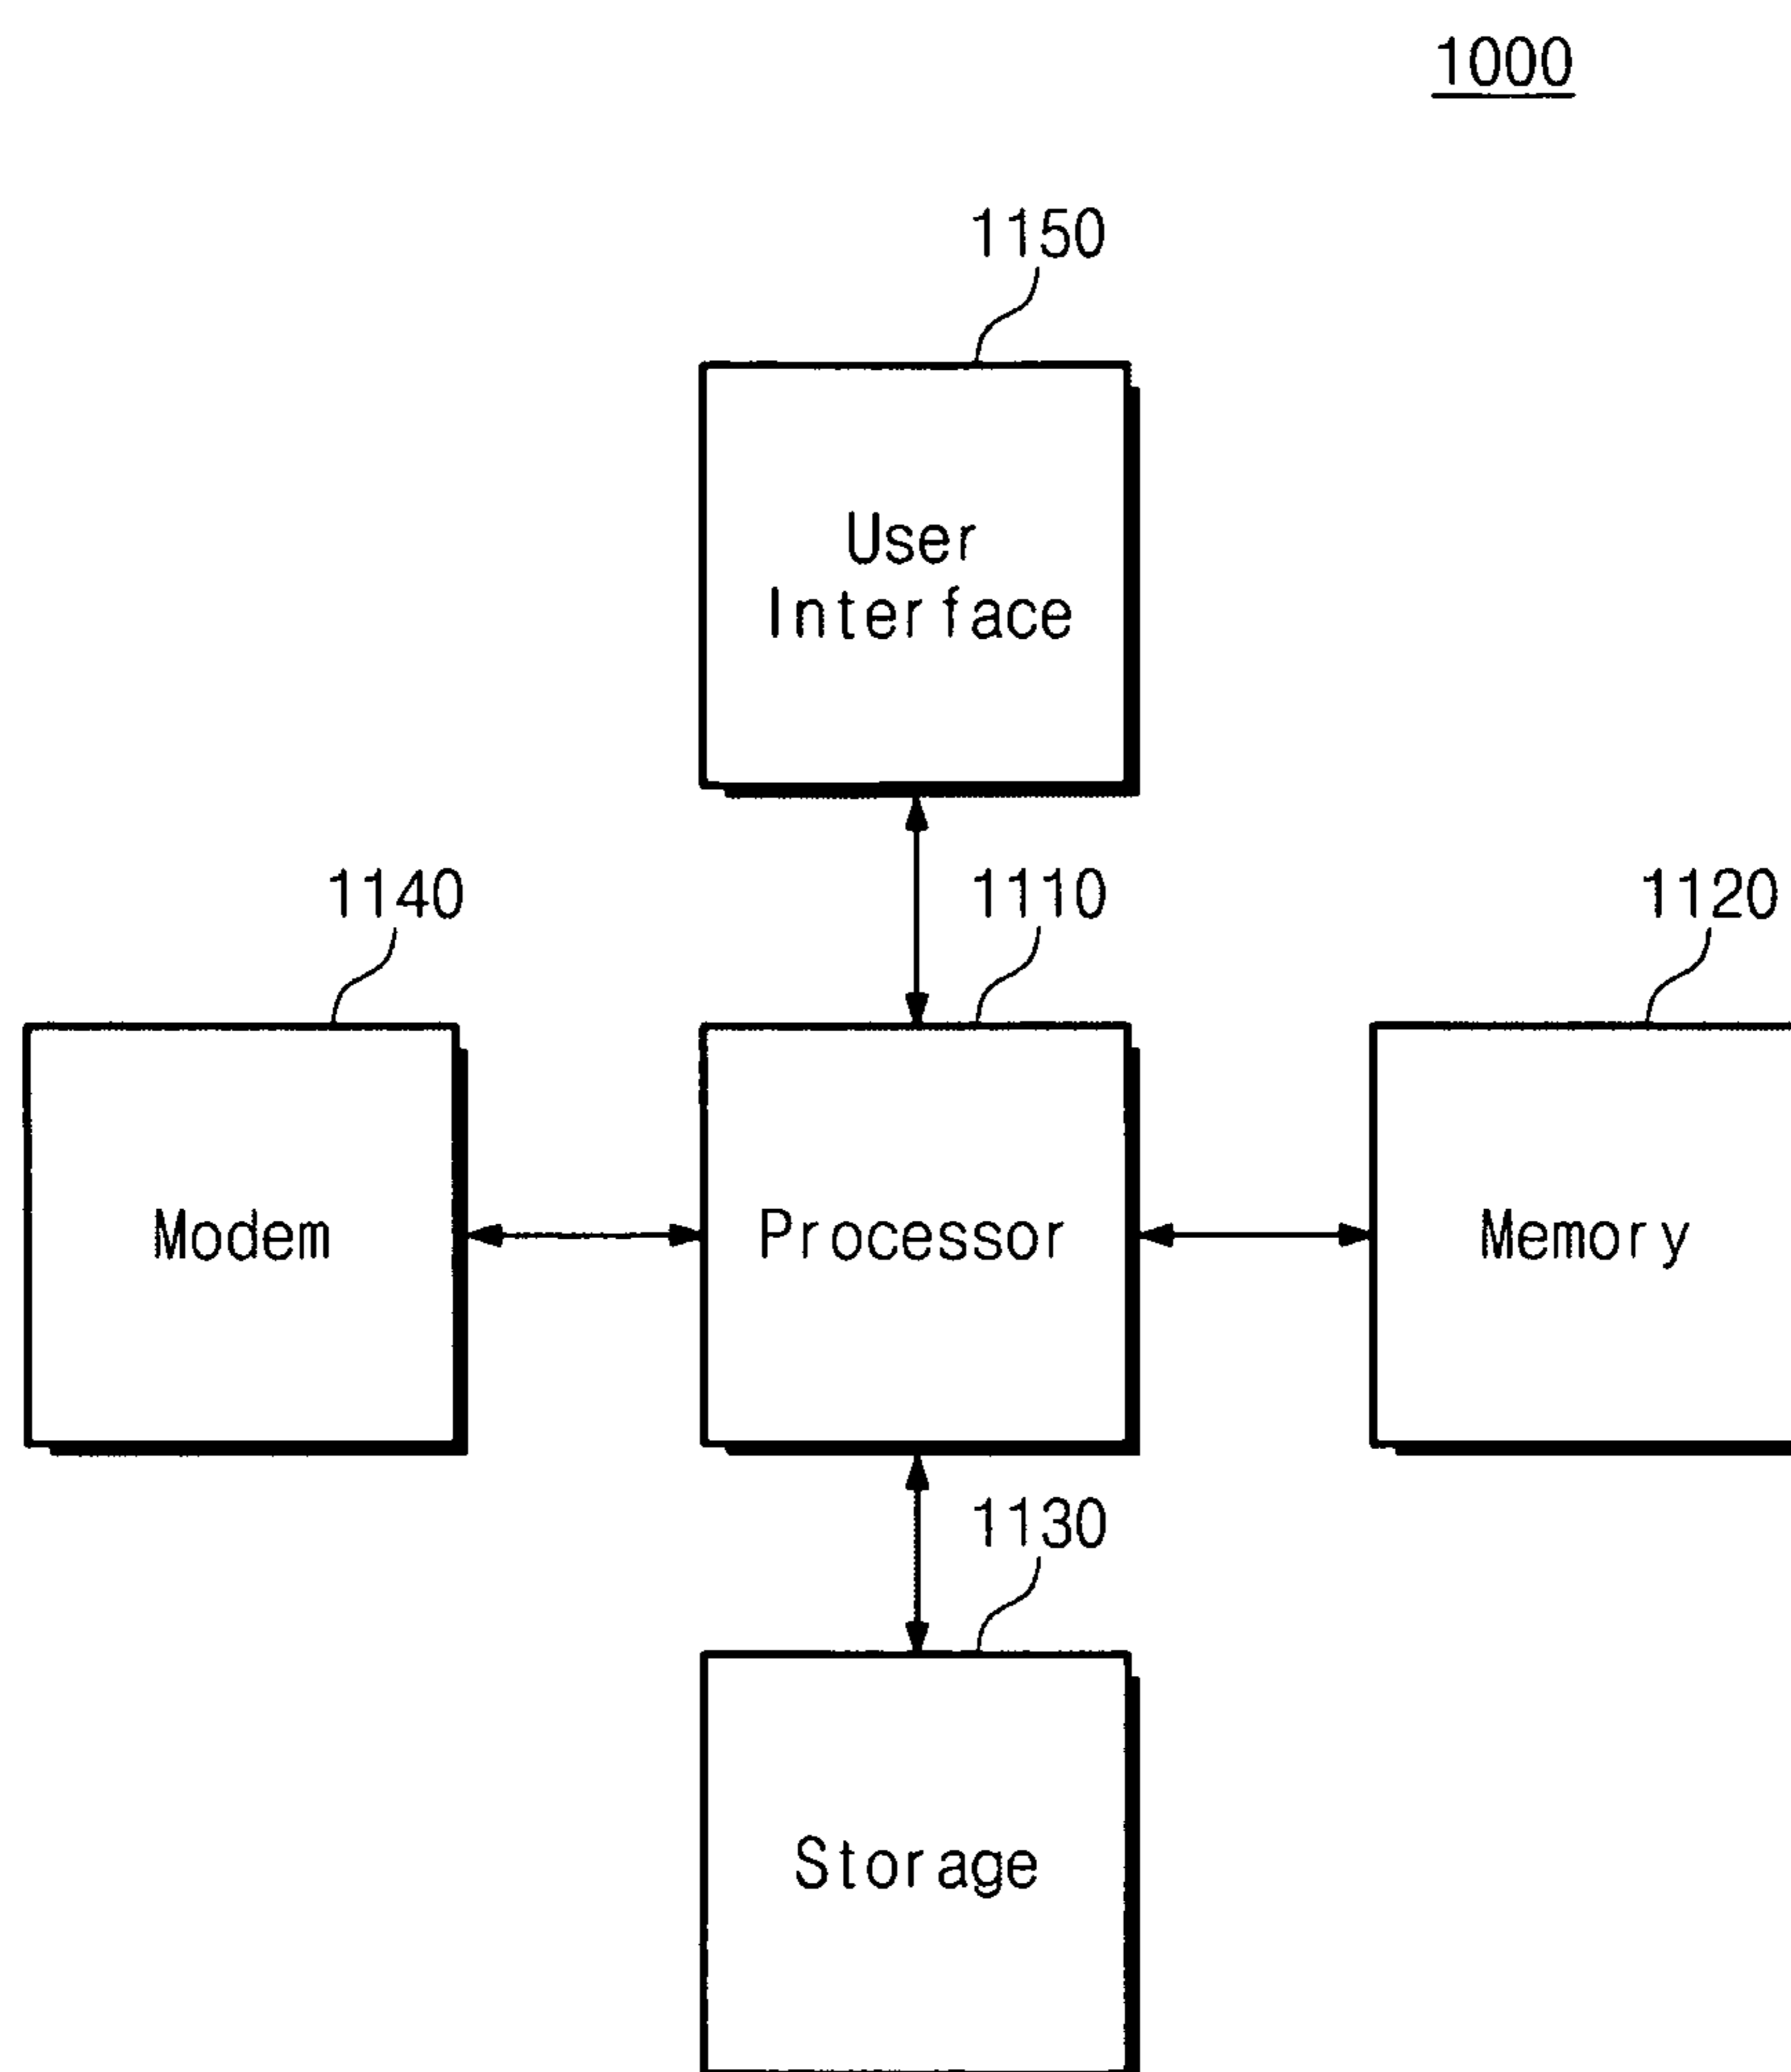 1000
1150
User
Interface
1140
1110
1120
Modem
Processor
Memory
1130
Storage